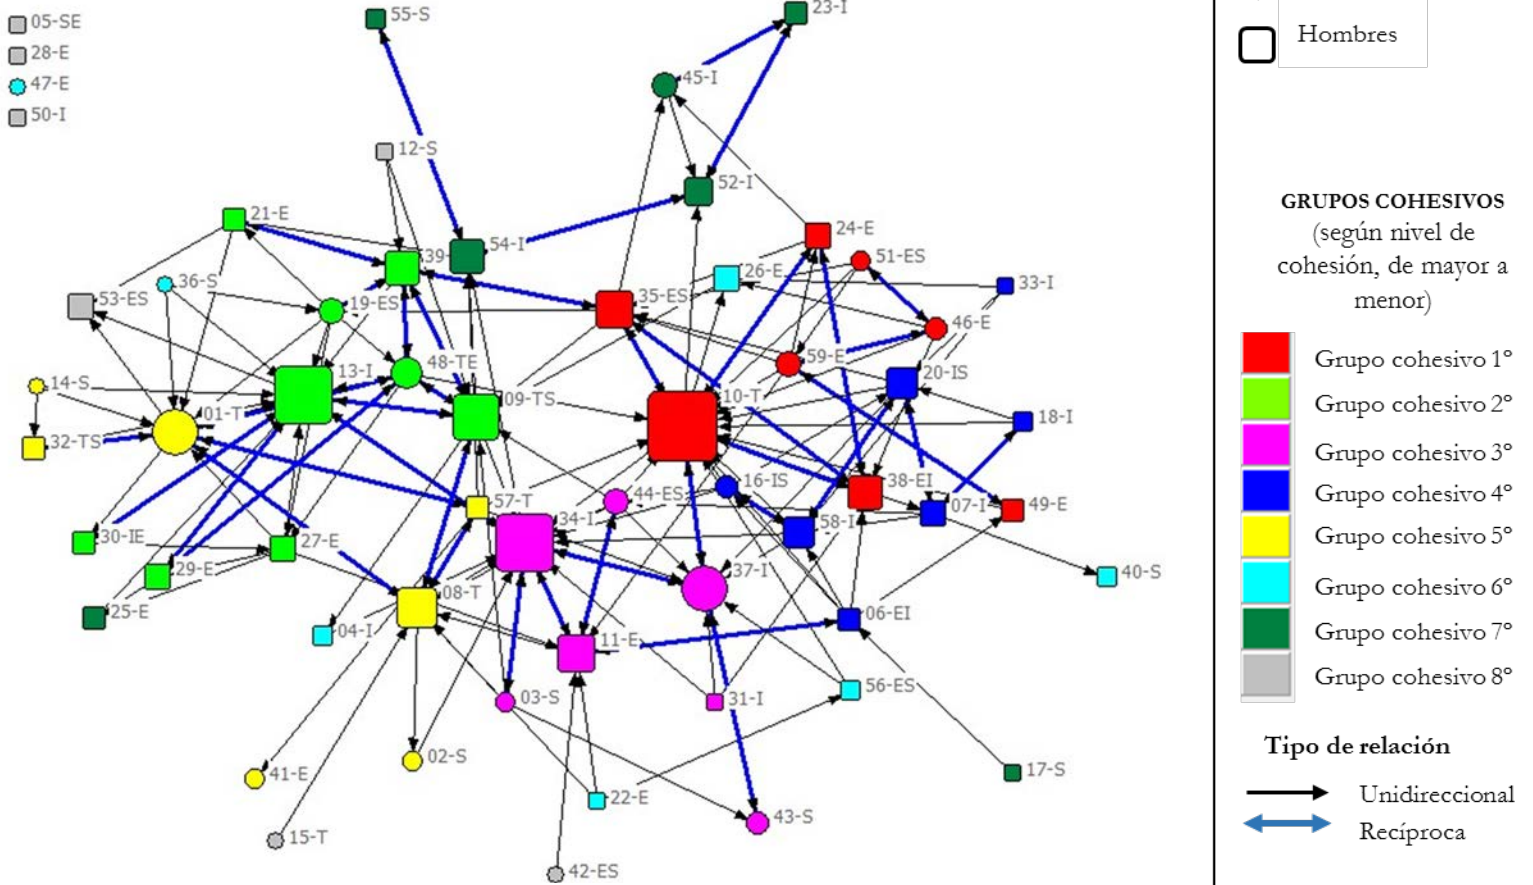 05-SE
28-E
47-E
50-I
55-S
23-I
45-I
12-S
52-I
21-E
39-
54-I
24-E
51-ES
36-S
26-E
33-I
53-ES
19-ES
35-ES
46-E
14-S
13-I
48-TE
59-E
20-IS
01-T
09-TS
10-T
18-I
32-TS
57-T
44-ES
16-IS
38-EI
34-I
58-I
07-I
49-E
30-IE
27-E
29-E
37-I
40-S
25-E
04-I
08-T
11-E
06-EI
03-S
31-I
56-ES
41-E
02-S
17-S
22-E
43-S
15-T
42-ES
Hombres
GRUPOS COHESIVOS
(según nivel de
cohesión, de mayor a
menor)
Grupo cohesivo 1º
Grupo cohesivo 2º
Grupo cohesivo 3º
Grupo cohesivo 4º
Grupo cohesivo 5º
Grupo cohesivo 6º
Grupo cohesivo 7º
Grupo cohesivo 8º
Tipo de relación
Unidireccional
Recíproca